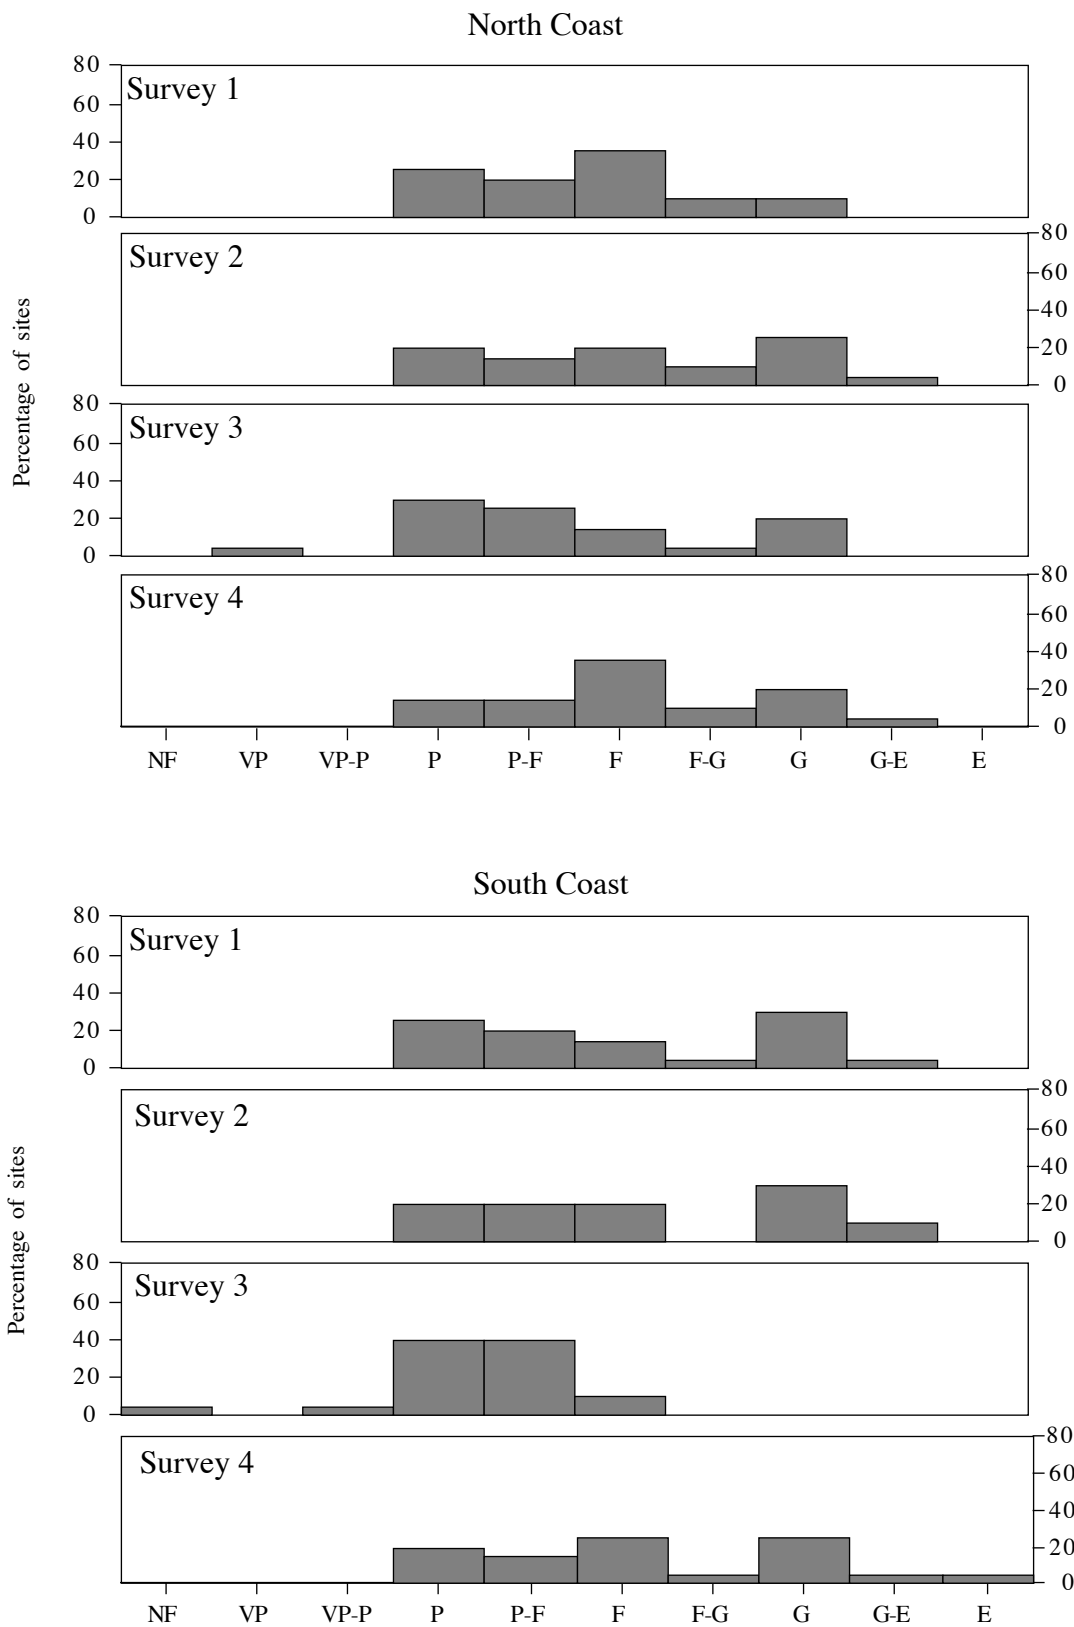 North Coast
Percentage of sites
80
Survey 1
60
40
20
0
80
Survey 2
60
40
20
0
80
Survey 3
60
40
20
0
80
Survey 4
60
40
20
0
NF VP VP-P P P-F F F-G G G-E E
South Coast
Percentage of sites
80
Survey 1
60
40
20
0
80
Survey 2
60
40
20
0
80
Survey 3
60
40
20
0
80
Survey 4
60
40
20
0
NF VP VP-P P P-F F F-G G G-E E